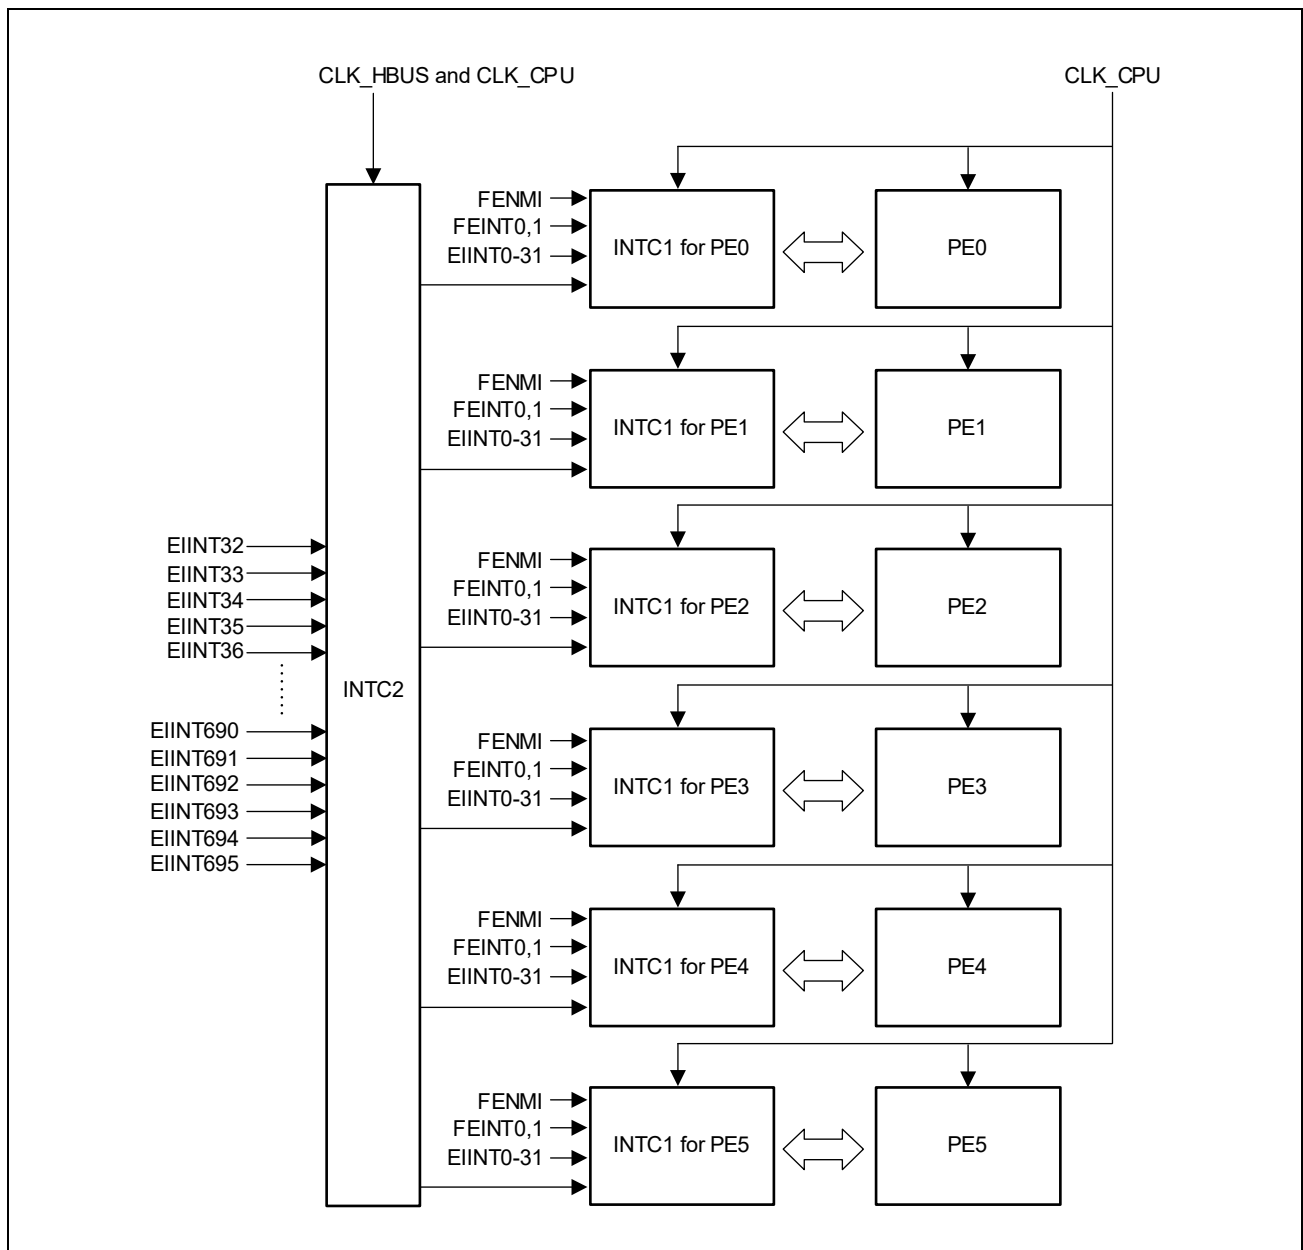 CLK_HBUS and CLK_CPU
CLK_CPU
FENMI
FEINT0,1
EIINT0-31
INTC1 for PE0
PE0
FENMI
FEINT0,1
EIINT0-31
INTC1 for PE1
PE1
EIINT32
EIINT33
EIINT34
EIINT35
EIINT36
EIINT690
EIINT691
EIINT692
EIINT693
EIINT694
EIINT695
INTC2
FENMI
FEINT0,1
EIINT0-31
INTC1 for PE2
PE2
FENMI
FEINT0,1
EIINT0-31
INTC1 for PE3
PE3
FENMI
FEINT0,1
EIINT0-31
INTC1 for PE4
PE4
FENMI
FEINT0,1
EIINT0-31
INTC1 for PE5
PE5